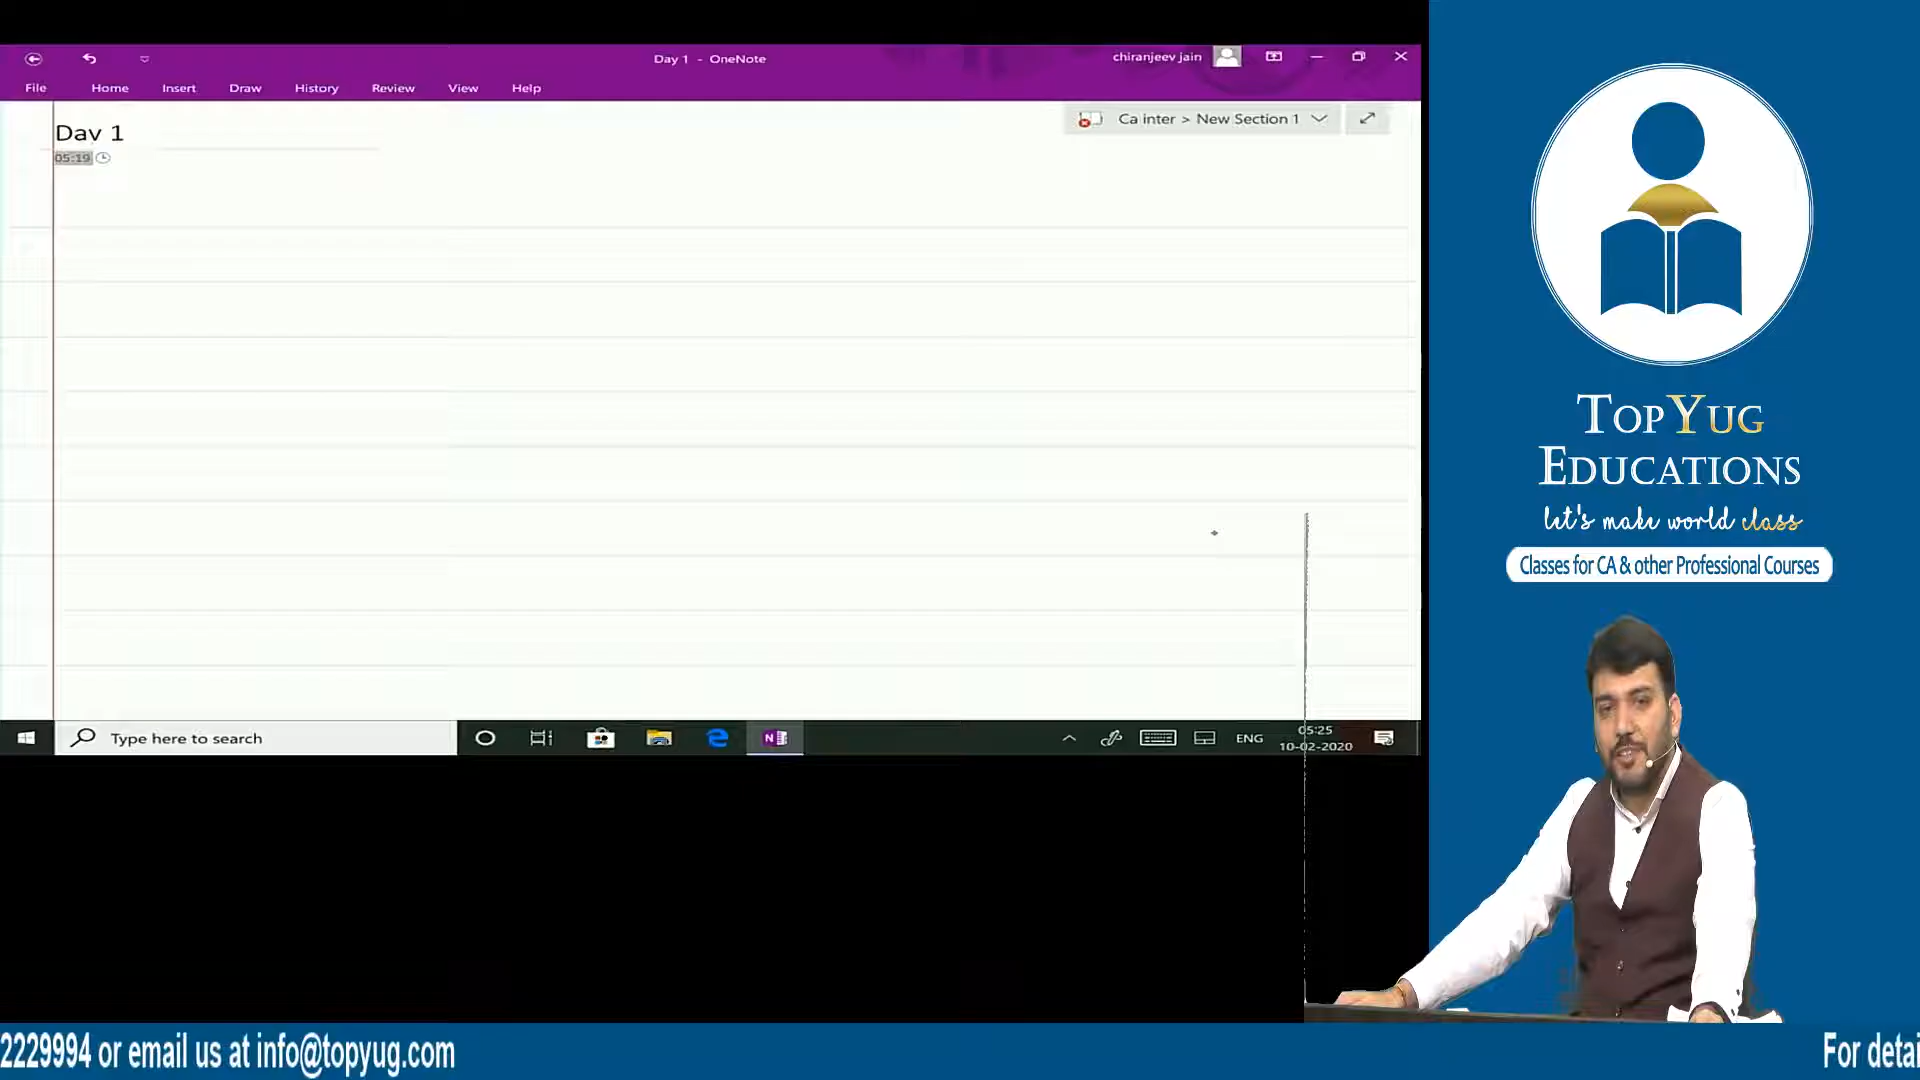 Day 1 - OneNote
chiranjeev jain
File Home Insert Draw History Review View Help
Day 1
05:19
Ca inter > New Section 1
Type here to search
N
ENG
05:25
10-02-2020
TOPYUG
EDUCATIONS
let's make world class
Classes for CA & other Professional Courses
2229994 or email us at info@topyug.com
For detai